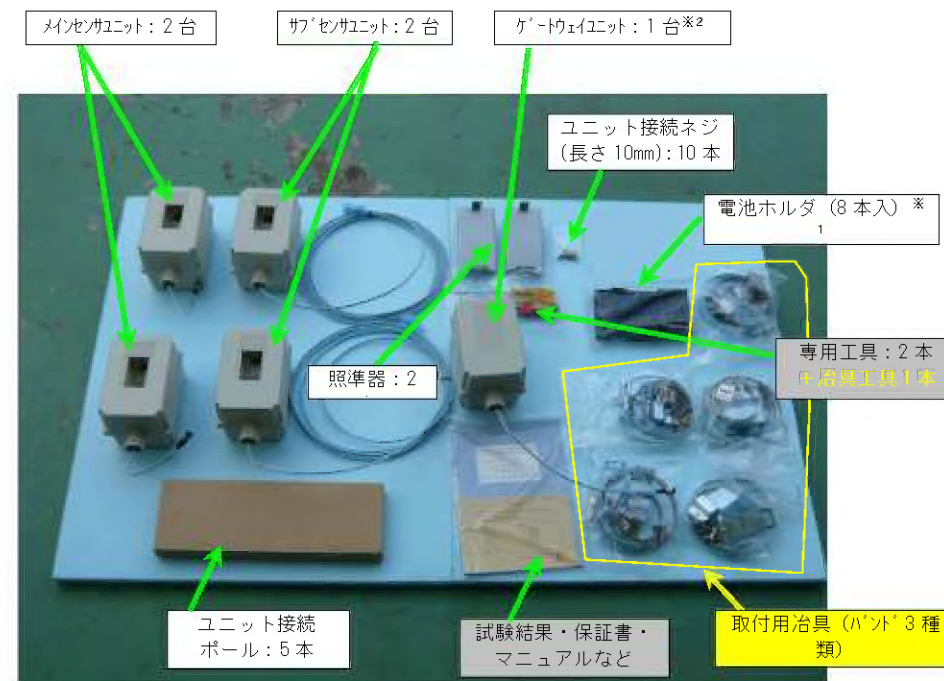 ﾒｲﾝｾﾝｻﾕﾆｯﾄ：2 台
ｻﾌﾞｾﾝｻﾕﾆｯﾄ：2 台
ｹﾞｰﾄｳｪｲﾕﾆｯﾄ：1 台※2
ユニット接続ネジ
(長さ 10mm)：10 本
電池ホルダ（8 本入）※
1
専用工具：2 本
＋冶具工具 1 本
照準器：2
ユニット接続
ポール：5 本
試験結果・保証書・
マニュアルなど
取付用冶具（ﾊﾞﾝﾄﾞ 3 種
類）